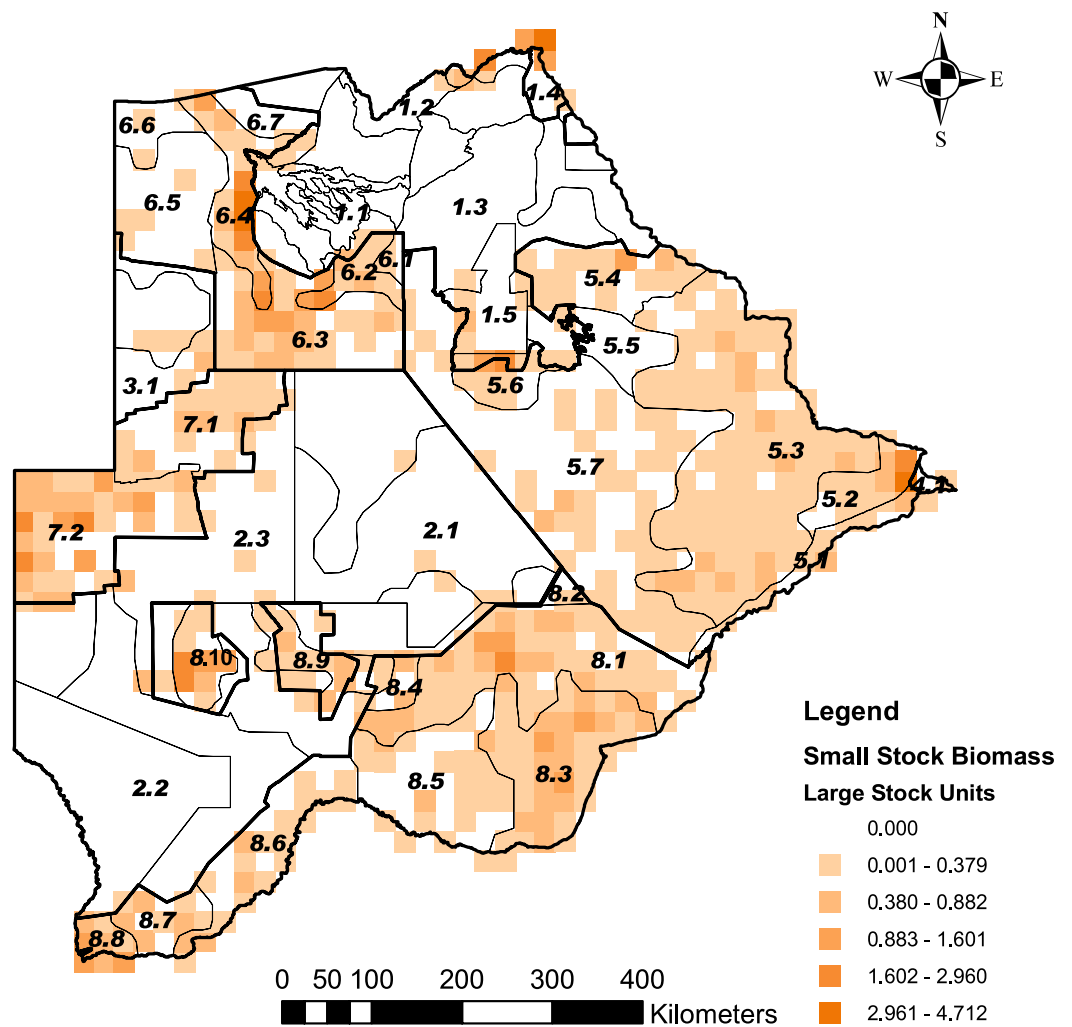 N
W E
S
1.4
1.2
6.6 6.7
6.5 6.4 1.1 1.3
6.2 6.1
5.4
1.5
6.3 5.5
3.1 5.6
7.1
5.3
5.7
5.2 4.1
7.2
2.3 2.1
5.1
8.2
8.10 8.9 8.1
8.4
8.5 8.3
2.2
8.6
8.7
8.8
Legend
Small Stock Biomass
Large Stock Units
0.000
0.001 - 0.379
0.380 - 0.882
0.883 - 1.601
1.602 - 2.960
2.961 - 4.712
0 50 100 200 300 400
Kilometers